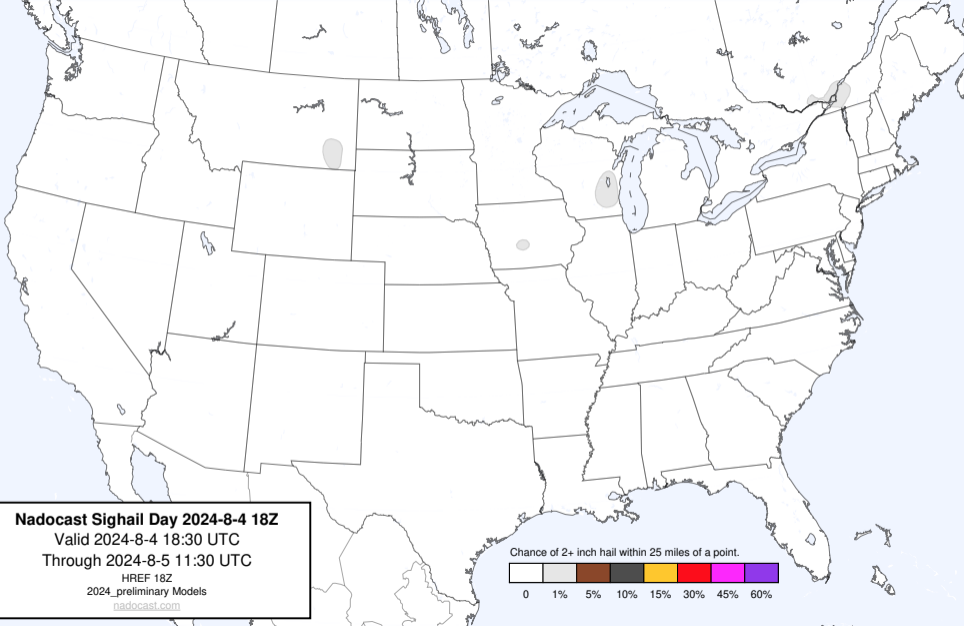 Nadocast Sighail Day 2024-8-4 18Z
Valid 2024-8-4 18:30 UTC
Through 2024-8-5 11:30 UTC
HREF 18Z
2024_preliminary Models
nadocast.com
Chance of 2+ inch hail within 25 miles of a point.
0 1% 5% 10% 15% 30% 45% 60%